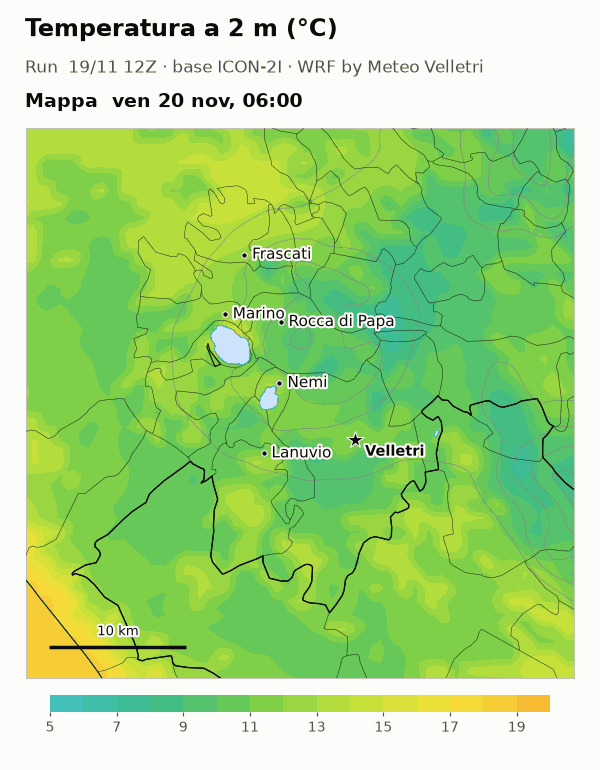 Temperatura a 2 m (°C)
Run  19/11 12Z · base ICON-2I · WRF by Meteo Velletri
Mappa  ven 20 nov, 06:00
Frascati
Marino
Rocca di Papa
Nemi
Velletri
Lanuvio
10 km
5 7 9 11 13 15 17 19